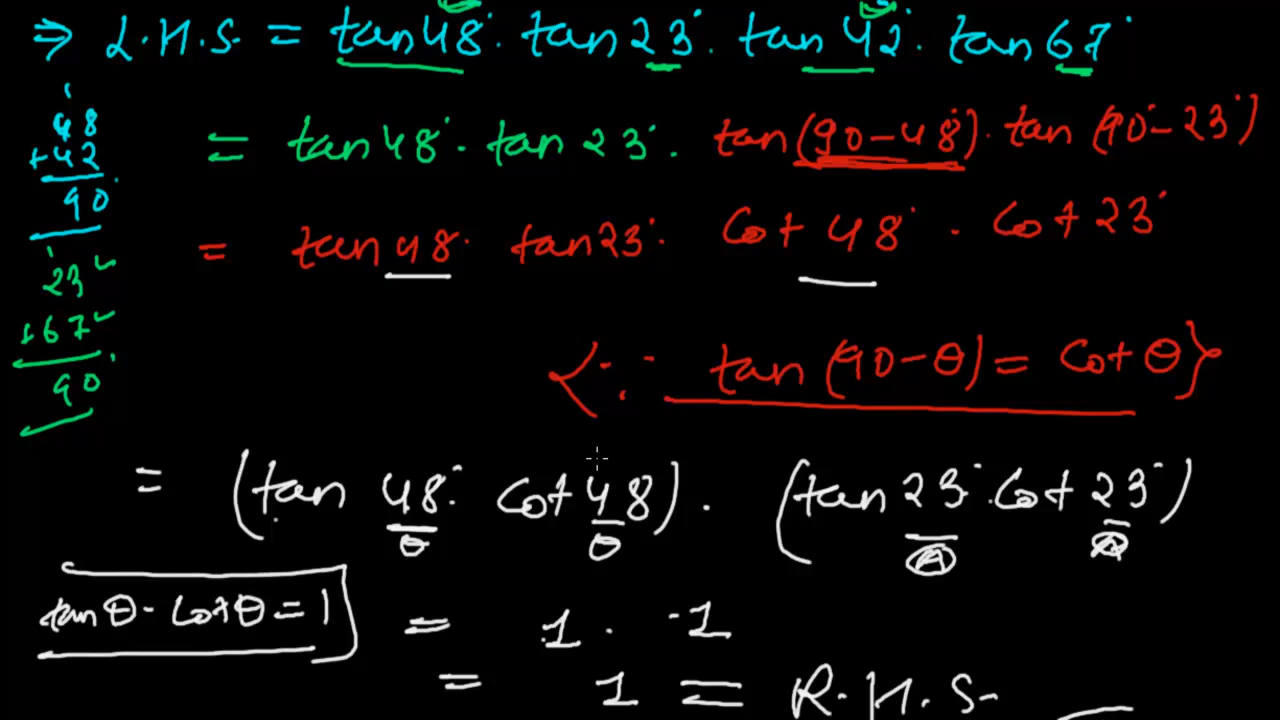 ⇒ L.H.S. = tan48°. tan23°. tan42°. tan67°
= tan48°. tan23°. tan(90-48°). tan(90-23°)
= tan48°. tan23°. Cot48°. Cot23°
48
+42
90°
23
+67
90°
{∵ tan(90-θ) = Cotθ}
= (tan48°. Cot48). (tan23°. Cot23°)
θ θ A A
tanθ. Cotθ = 1
= 1 . 1
= 1 = R.H.S.